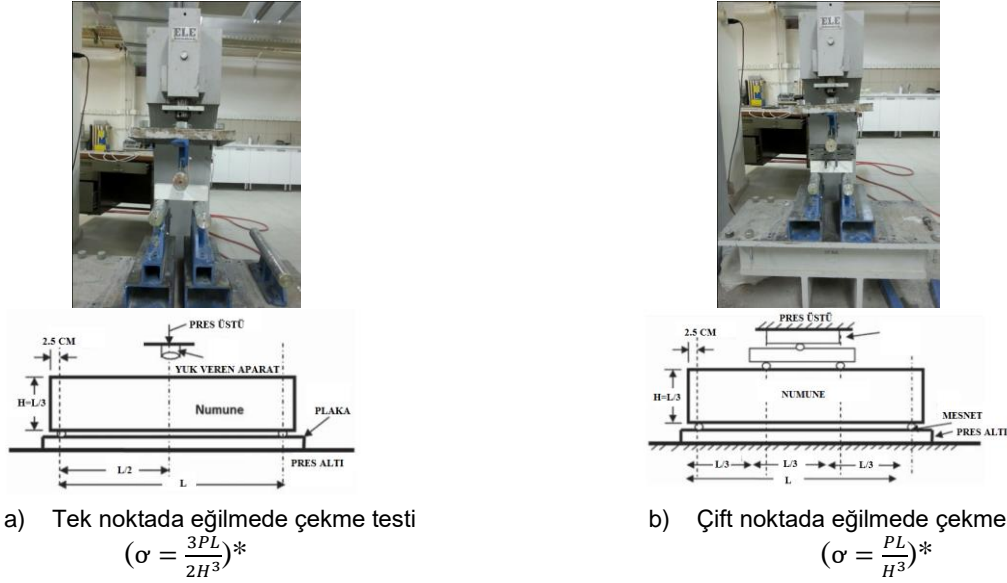 ELE
PRES ÜSTÜ
2.5 CM
YUK VEREN APARAT
H=L/3
Numune
PLAKA
PRES ALTI
L/2
L
a) Tek noktada eğilmede çekme testi
(σ = 3PL/2H³)*
ELE
PRES ÜSTÜ
2.5 CM
H=L/3
NUMUNE
MESNET
PRES ALTI
L/3 L/3 L/3
L
b) Çift noktada eğilmede çekme
(σ = PL/H³)*